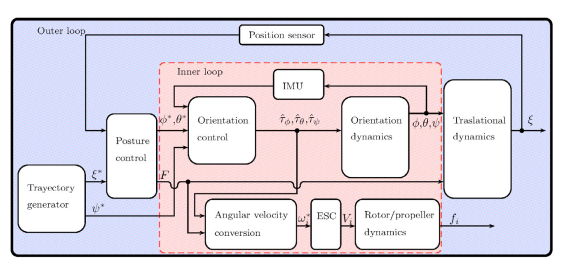 Outer loop
Position sensor
Inner loop
IMU
ϕ*,θ*
Orientation
control
τ̂ϕ,τ̂θ,τ̂ψ
Orientation
dynamics
ϕ,θ,ψ
Traslational
dynamics
ξ
Posture
control
Trayectory
generator
ξ*
ψ*
F
Angular velocity
conversion
ωi*
ESC
Vi
Rotor/propeller
dynamics
fi